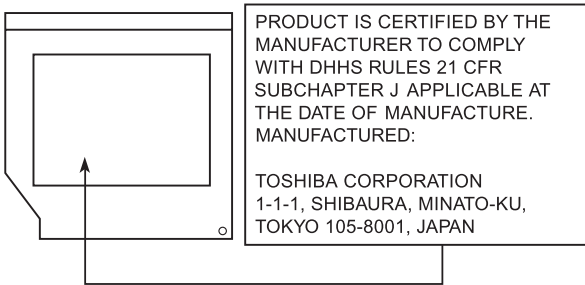 PRODUCT IS CERTIFIED BY THE
MANUFACTURER TO COMPLY
WITH DHHS RULES 21 CFR
SUBCHAPTER J APPLICABLE AT
THE DATE OF MANUFACTURE.
MANUFACTURED:
TOSHIBA CORPORATION
1-1-1, SHIBAURA, MINATO-KU,
TOKYO 105-8001, JAPAN